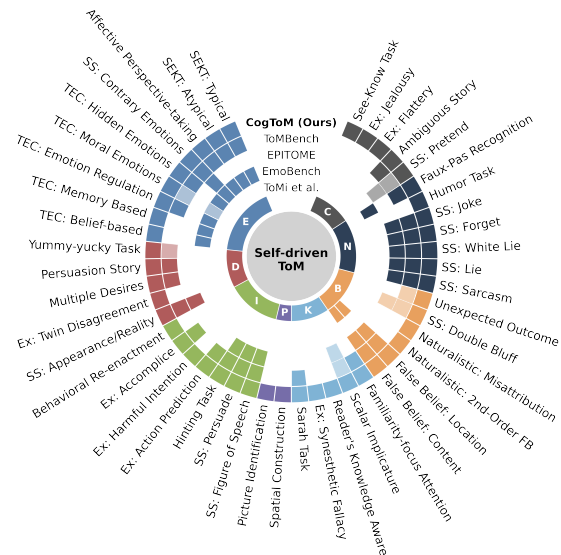 CogToM (Ours)
ToMBench
EPITOME
EmoBench
ToMi et al.
Self-driven
ToM
C
N
B
K
P
I
D
E
See-Know Task
Ex: Jealousy
Ex: Flattery
Ambiguous Story
SS: Pretend
Faux-Pas Recognition
Humor Task
SS: Joke
SS: Forget
SS: White Lie
SS: Lie
SS: Sarcasm
Unexpected Outcome
SS: Double Bluff
Naturalistic: Misattribution
Naturalistic: 2nd-Order FB
False Belief: Location
False Belief: Content
Familiarity-focus Attention
Scalar Implicature
Reader's Knowledge Aware
Ex: Synesthetic Fallacy
Sarah Task
Spatial Construction
Picture Identification
SS: Figure of Speech
SS: Persuade
Hinting Task
Ex: Action Prediction
Ex: Harmful Intention
Ex: Accomplice
Behavioral Re-enactment
SS: Appearance/Reality
Ex: Twin Disagreement
Multiple Desires
Persuasion Story
Yummy-yucky Task
TEC: Belief-based
TEC: Memory Based
TEC: Emotion Regulation
TEC: Moral Emotions
TEC: Hidden Emotions
SS: Contrary Emotions
Affective Perspective-taking
SEKT: Atypical
SEKT: Typical